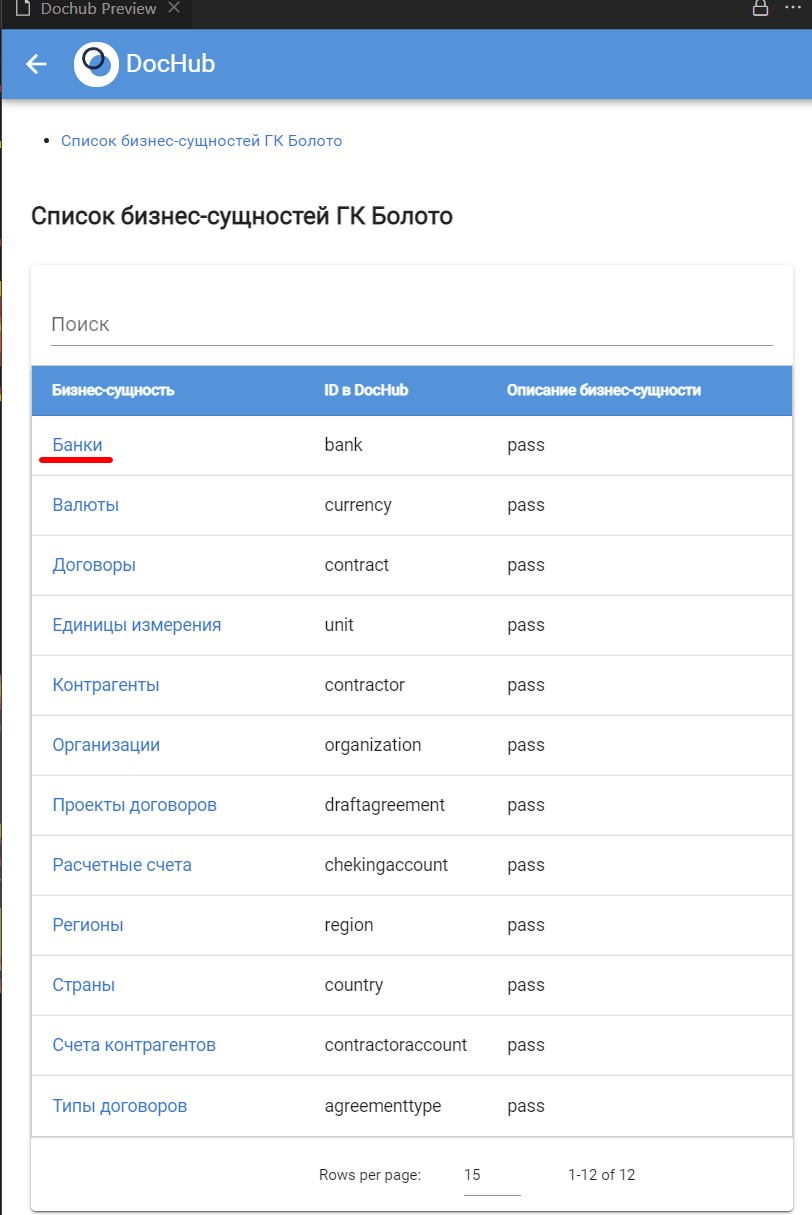 Dochub Preview
DocHub
Список бизнес-сущностей ГК Болото
Список бизнес-сущностей ГК Болото
Поиск
Бизнес-сущность ID в DocHub Описание бизнес-сущности
Банки bank pass
Валюты currency pass
Договоры contract pass
Единицы измерения unit pass
Контрагенты contractor pass
Организации organization pass
Проекты договоров draftagreement pass
Расчетные счета chekingaccount pass
Регионы region pass
Страны country pass
Счета контрагентов contractoraccount pass
Типы договоров agreementtype pass
Rows per page: 15 1-12 of 12